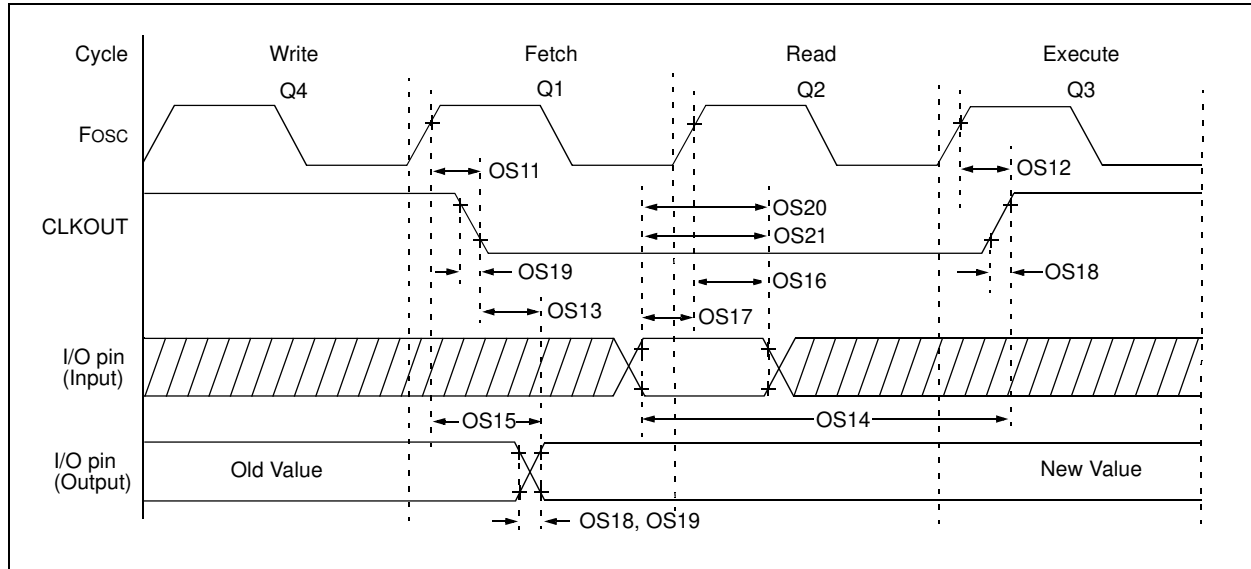 Cycle Write Fetch Read Execute
Q4 Q1 Q2 Q3
FOSC
OS11 OS12
CLKOUT
OS20
OS21
OS19 OS18
OS16
OS13 OS17
I/O pin
(Input)
OS15 OS14
I/O pin
(Output)
Old Value New Value
OS18, OS19